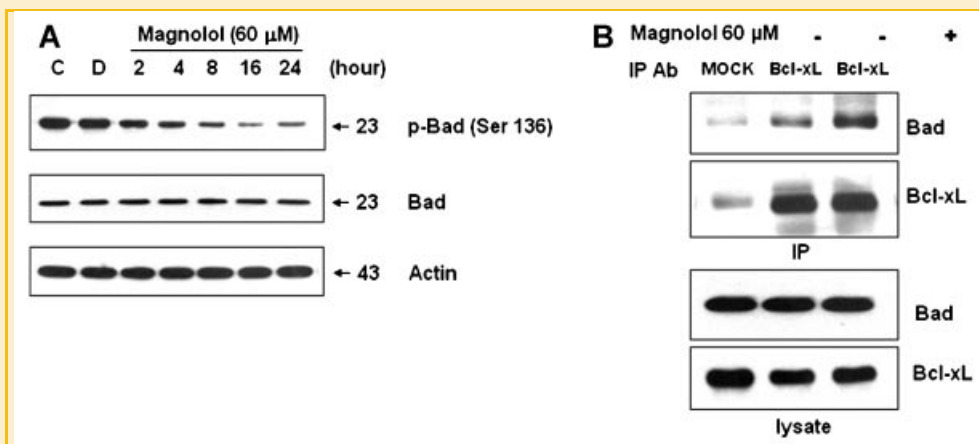 A
Magnolol (60 µM)
C D 2 4 8 16 24 (hour)
← 23 p-Bad (Ser 136)
← 23 Bad
← 43 Actin
B
Magnolol 60 µM - - +
IP Ab MOCK Bcl-xL Bcl-xL
Bad
Bcl-xL
IP
Bad
Bcl-xL
lysate